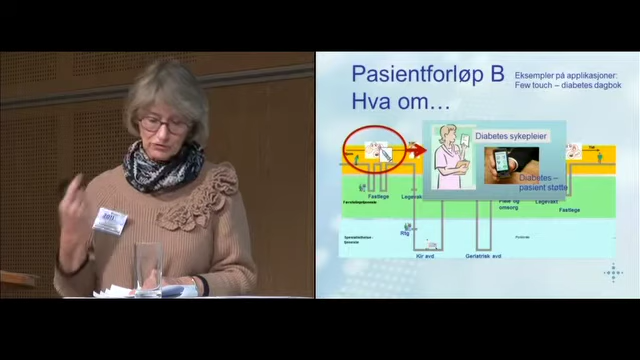 Pasientforløp B
Hva om…
Eksempler på applikasjoner:
Few touch – diabetes dagbok
Diabetes sykepleier
Diabetes –
pasient støtte
Fastlege
Legevakt
Legevakt
Pleie og
omsorg
Fastlege
Rtg
Kir avd
Geriatrisk avd